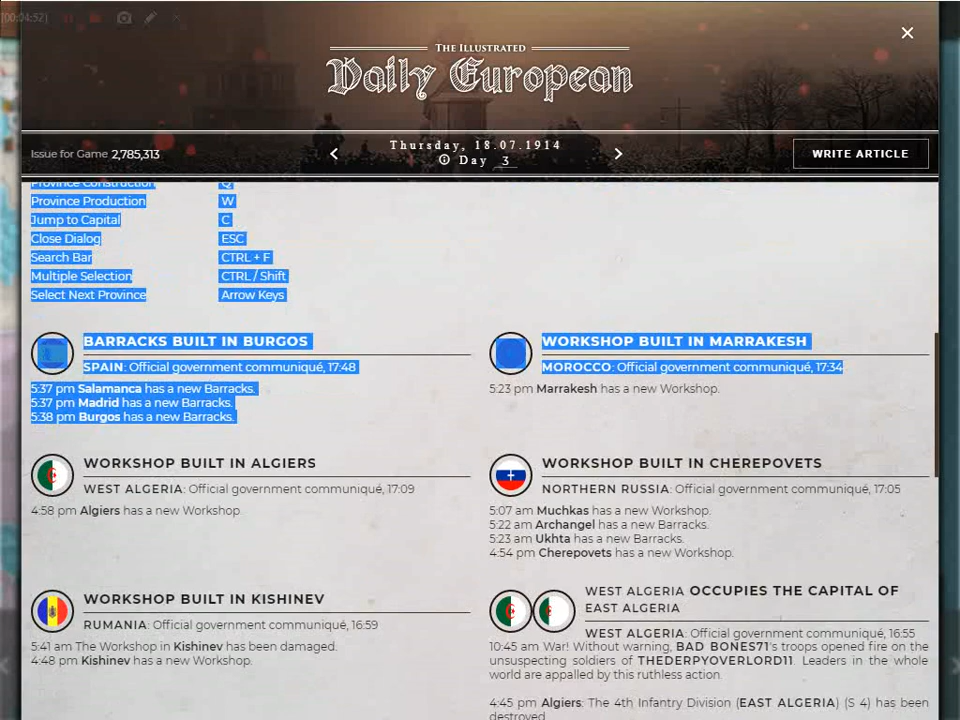 [00:04:52]
THE ILLUSTRATED
Daily European
Issue for Game 2,785,313
Thursday, 18.07.1914
Day 3
WRITE ARTICLE
Province Construction Q
Province Production W
Jump to Capital C
Close Dialog ESC
Search Bar CTRL + F
Multiple Selection CTRL / Shift
Select Next Province Arrow Keys
BARRACKS BUILT IN BURGOS
SPAIN: Official government communiqué, 17:48
5:37 pm Salamanca has a new Barracks.
5:37 pm Madrid has a new Barracks.
5:38 pm Burgos has a new Barracks.
WORKSHOP BUILT IN MARRAKESH
MOROCCO: Official government communiqué, 17:34
5:23 pm Marrakesh has a new Workshop.
WORKSHOP BUILT IN ALGIERS
WEST ALGERIA: Official government communiqué, 17:09
4:58 pm Algiers has a new Workshop.
WORKSHOP BUILT IN CHEREPOVETS
NORTHERN RUSSIA: Official government communiqué, 17:05
5:07 am Muchkas has a new Workshop.
5:22 am Archangel has a new Barracks.
5:23 am Ukhta has a new Barracks.
4:54 pm Cherepovets has a new Workshop.
WORKSHOP BUILT IN KISHINEV
RUMANIA: Official government communiqué, 16:59
5:41 am The Workshop in Kishinev has been damaged.
4:48 pm Kishinev has a new Workshop.
WEST ALGERIA OCCUPIES THE CAPITAL OF
EAST ALGERIA
WEST ALGERIA: Official government communiqué, 16:55
10:45 am War! Without warning, BAD BONES71's troops opened fire on the
unsuspecting soldiers of THEDERPYOVERLORD11. Leaders in the whole
world are appalled by this ruthless action.
4:45 pm Algiers: The 4th Infantry Division (EAST ALGERIA) (S 4) has been
destroyed